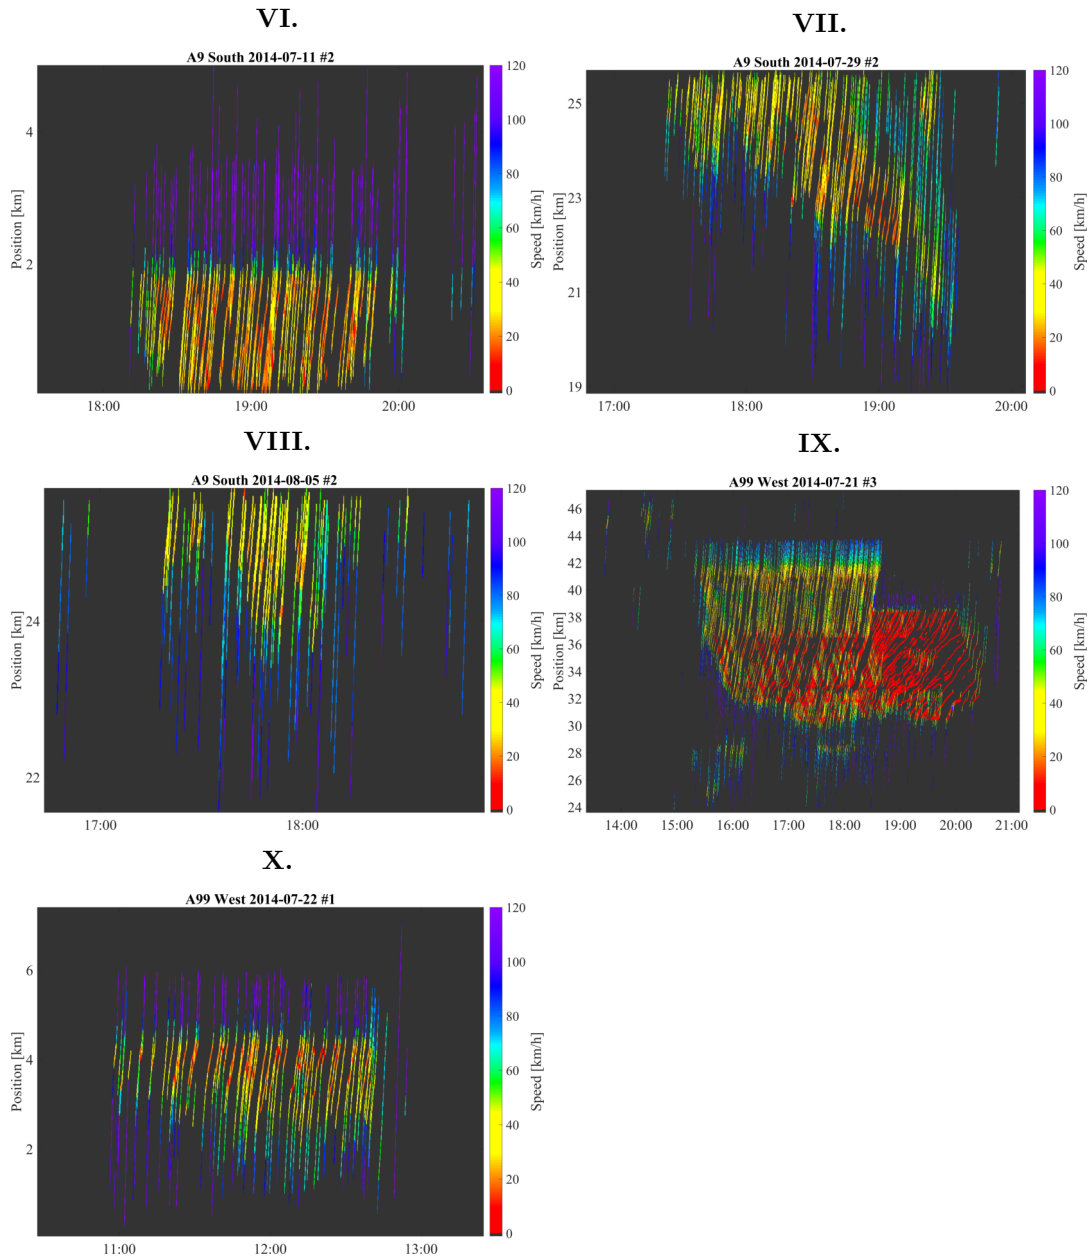 VI.
A9 South 2014-07-11 #2
Position [km]
4
2
18:00 19:00 20:00
120
100
80
60
40
20
0
Speed [km/h]
VII.
A9 South 2014-07-29 #2
Position [km]
25
23
21
19
17:00 18:00 19:00 20:00
120
100
80
60
40
20
0
Speed [km/h]
VIII.
A9 South 2014-08-05 #2
Position [km]
24
22
17:00 18:00
120
100
80
60
40
20
0
Speed [km/h]
IX.
A99 West 2014-07-21 #3
Position [km]
46
44
42
40
38
36
34
32
30
28
26
24
14:00 15:00 16:00 17:00 18:00 19:00 20:00 21:00
120
100
80
60
40
20
0
Speed [km/h]
X.
A99 West 2014-07-22 #1
Position [km]
6
4
2
11:00 12:00 13:00
120
100
80
60
40
20
0
Speed [km/h]